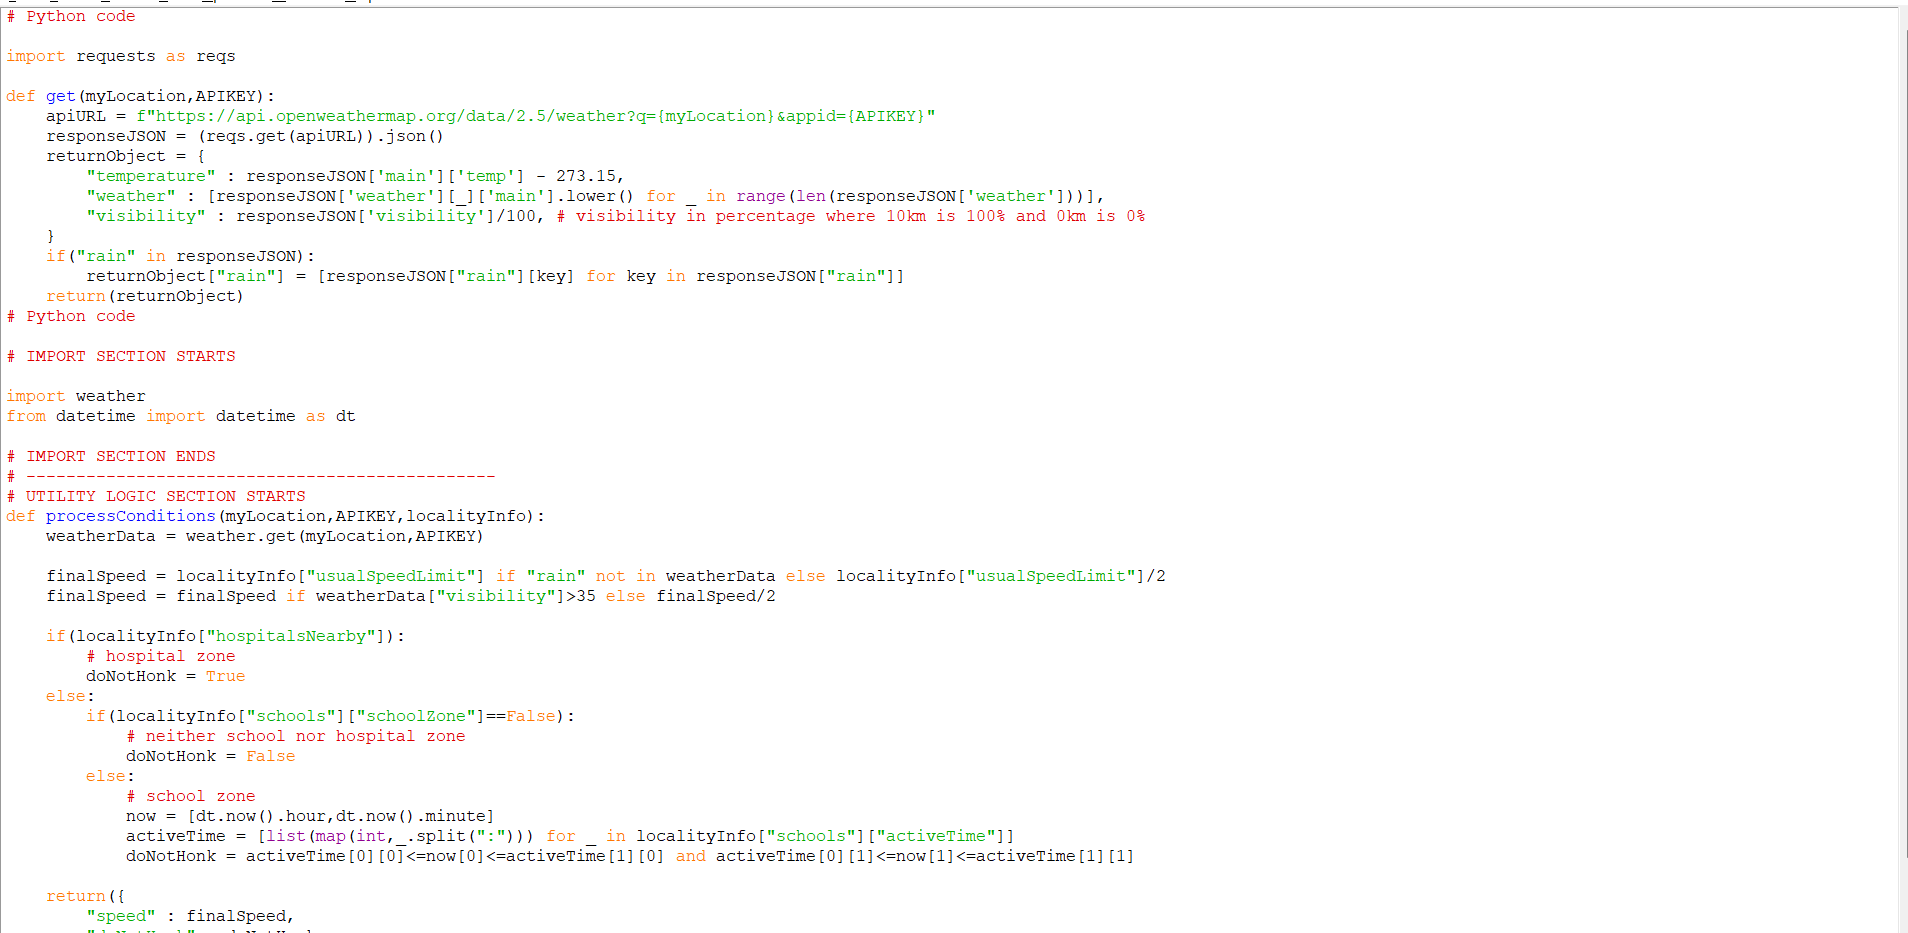 # Python code

import requests as reqs

def get(myLocation,APIKEY):
    apiURL = f"https://api.openweathermap.org/data/2.5/weather?q={myLocation}&appid={APIKEY}"
    responseJSON = (reqs.get(apiURL)).json()
    returnObject = {
        "temperature" : responseJSON['main']['temp'] - 273.15,
        "weather" : [responseJSON['weather'][_]['main'].lower() for _ in range(len(responseJSON['weather']))],
        "visibility" : responseJSON['visibility']/100, # visibility in percentage where 10km is 100% and 0km is 0%
    }
    if("rain" in responseJSON):
        returnObject["rain"] = [responseJSON["rain"][key] for key in responseJSON["rain"]]
    return(returnObject)
# Python code

# IMPORT SECTION STARTS

import weather
from datetime import datetime as dt

# IMPORT SECTION ENDS
# -----------------------------------------------
# UTILITY LOGIC SECTION STARTS
def processConditions(myLocation,APIKEY,localityInfo):
    weatherData = weather.get(myLocation,APIKEY)

    finalSpeed = localityInfo["usualSpeedLimit"] if "rain" not in weatherData else localityInfo["usualSpeedLimit"]/2
    finalSpeed = finalSpeed if weatherData["visibility"]>35 else finalSpeed/2

    if(localityInfo["hospitalsNearby"]):
        # hospital zone
        doNotHonk = True
    else:
        if(localityInfo["schools"]["schoolZone"]==False):
            # neither school nor hospital zone
            doNotHonk = False
        else:
            # school zone
            now = [dt.now().hour,dt.now().minute]
            activeTime = [list(map(int,_.split(":"))) for _ in localityInfo["schools"]["activeTime"]]
            doNotHonk = activeTime[0][0]<=now[0]<=activeTime[1][0] and activeTime[0][1]<=now[1]<=activeTime[1][1]

    return({
        "speed" : finalSpeed,